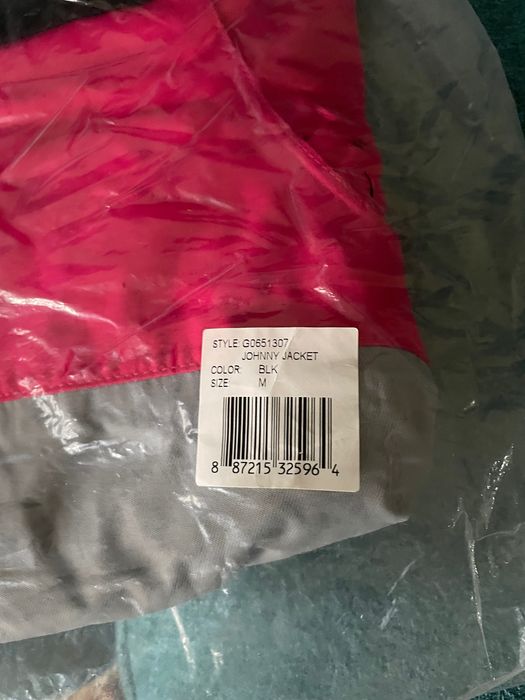 STYLE: G0651307
JOHNNY JACKET
COLOR: BLK
SIZE: M
8 87215 32596 4